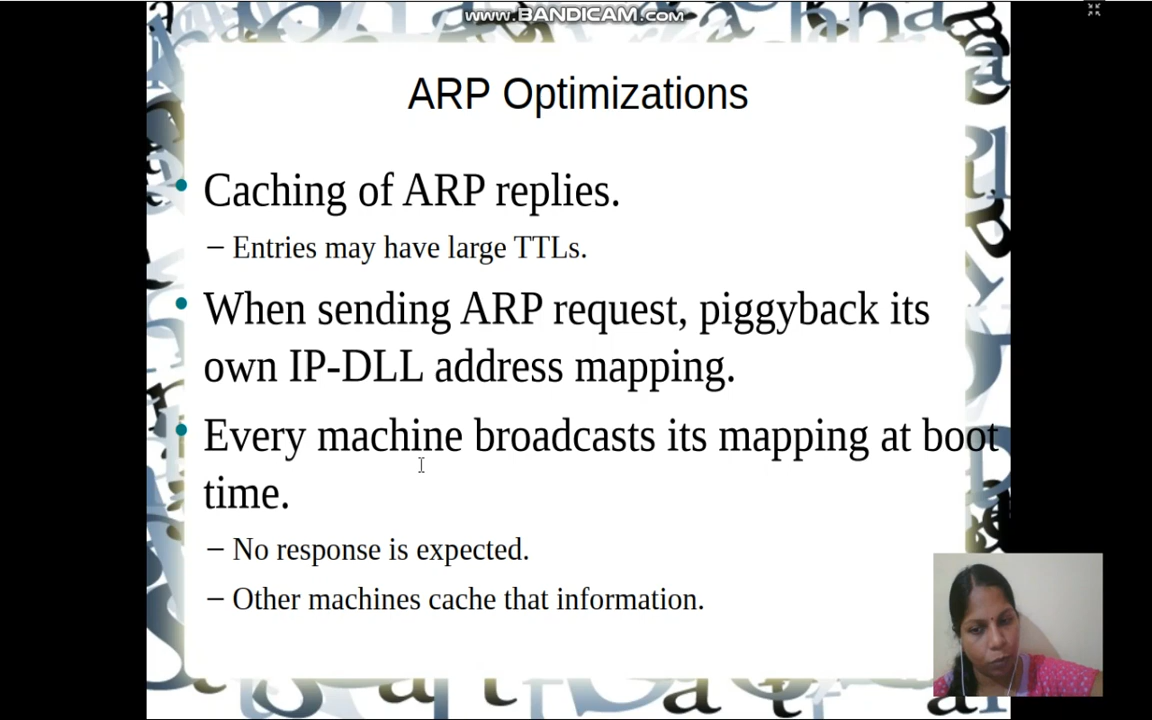 www.BANDICAM.com
ARP Optimizations
• Caching of ARP replies.
– Entries may have large TTLs.
• When sending ARP request, piggyback its
own IP-DLL address mapping.
• Every machine broadcasts its mapping at boot
time.
– No response is expected.
– Other machines cache that information.